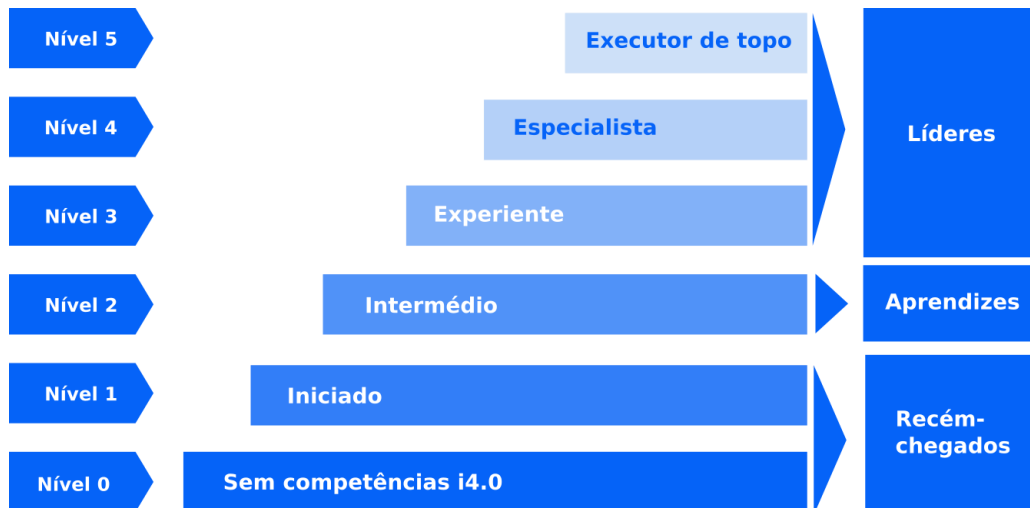 Nível 5
Executor de topo
Nível 4
Especialista
Líderes
Nível 3
Experiente
Nível 2
Intermédio
Aprendizes
Nível 1
Iniciado
Recém-
chegados
Nível 0
Sem competências i4.0